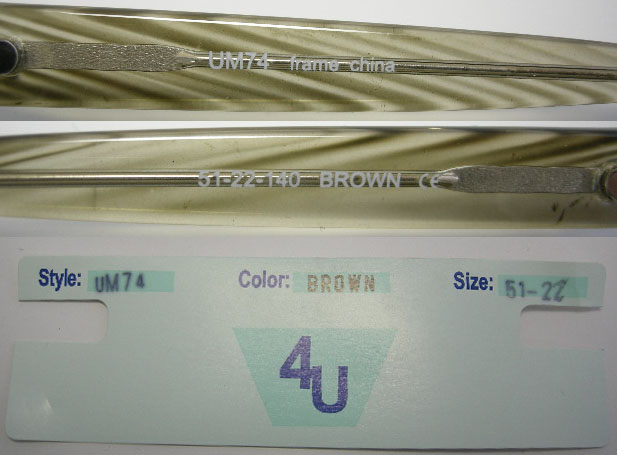 UM74 frame china
51-22-140 BROWN CE
Style: UM74 Color: BROWN Size: 51-22
4U